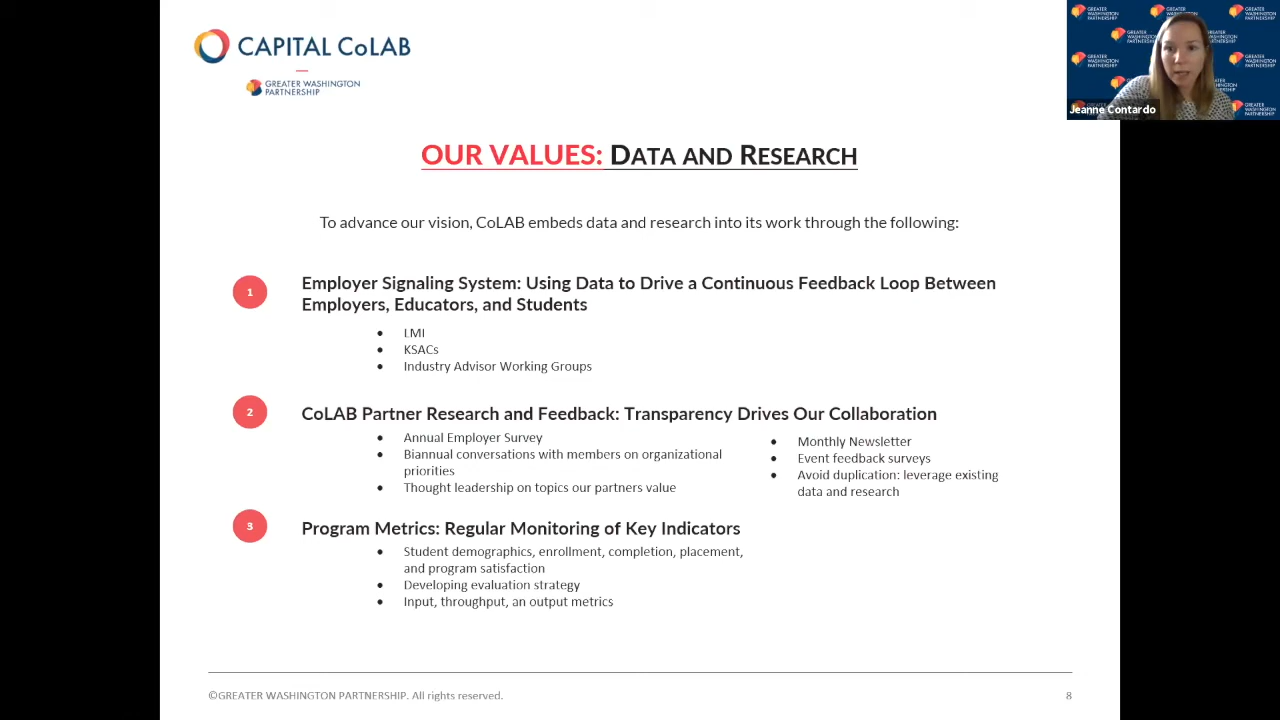 CAPITAL CoLAB
GREATER WASHINGTON
PARTNERSHIP
Jeanne Contardo
OUR VALUES: DATA AND RESEARCH
To advance our vision, CoLAB embeds data and research into its work through the following:
1
Employer Signaling System: Using Data to Drive a Continuous Feedback Loop Between
Employers, Educators, and Students
• LMI
• KSACs
• Industry Advisor Working Groups
2
CoLAB Partner Research and Feedback: Transparency Drives Our Collaboration
• Annual Employer Survey
• Biannual conversations with members on organizational
priorities
• Thought leadership on topics our partners value
• Monthly Newsletter
• Event feedback surveys
• Avoid duplication: leverage existing
data and research
3
Program Metrics: Regular Monitoring of Key Indicators
• Student demographics, enrollment, completion, placement,
and program satisfaction
• Developing evaluation strategy
• Input, throughput, an output metrics
©GREATER WASHINGTON PARTNERSHIP. All rights reserved.
8